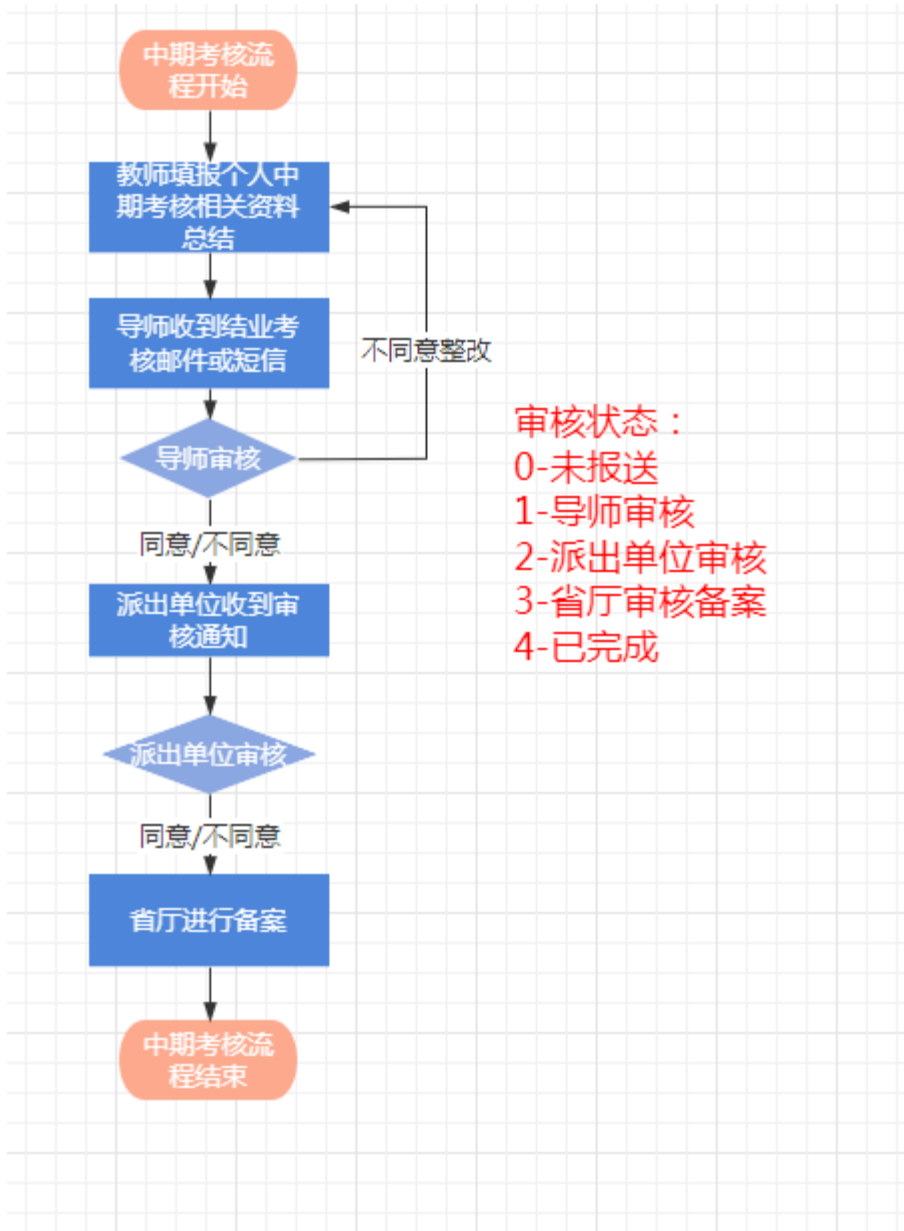 中期考核流
程开始
教师填报个人中
期考核相关资料
总结
导师收到结业考
核邮件或短信
不同意整改
导师审核
同意/不同意
派出单位收到审
核通知
派出单位审核
同意/不同意
省厅进行备案
中期考核流
程结束
审核状态：
0-未报送
1-导师审核
2-派出单位审核
3-省厅审核备案
4-已完成